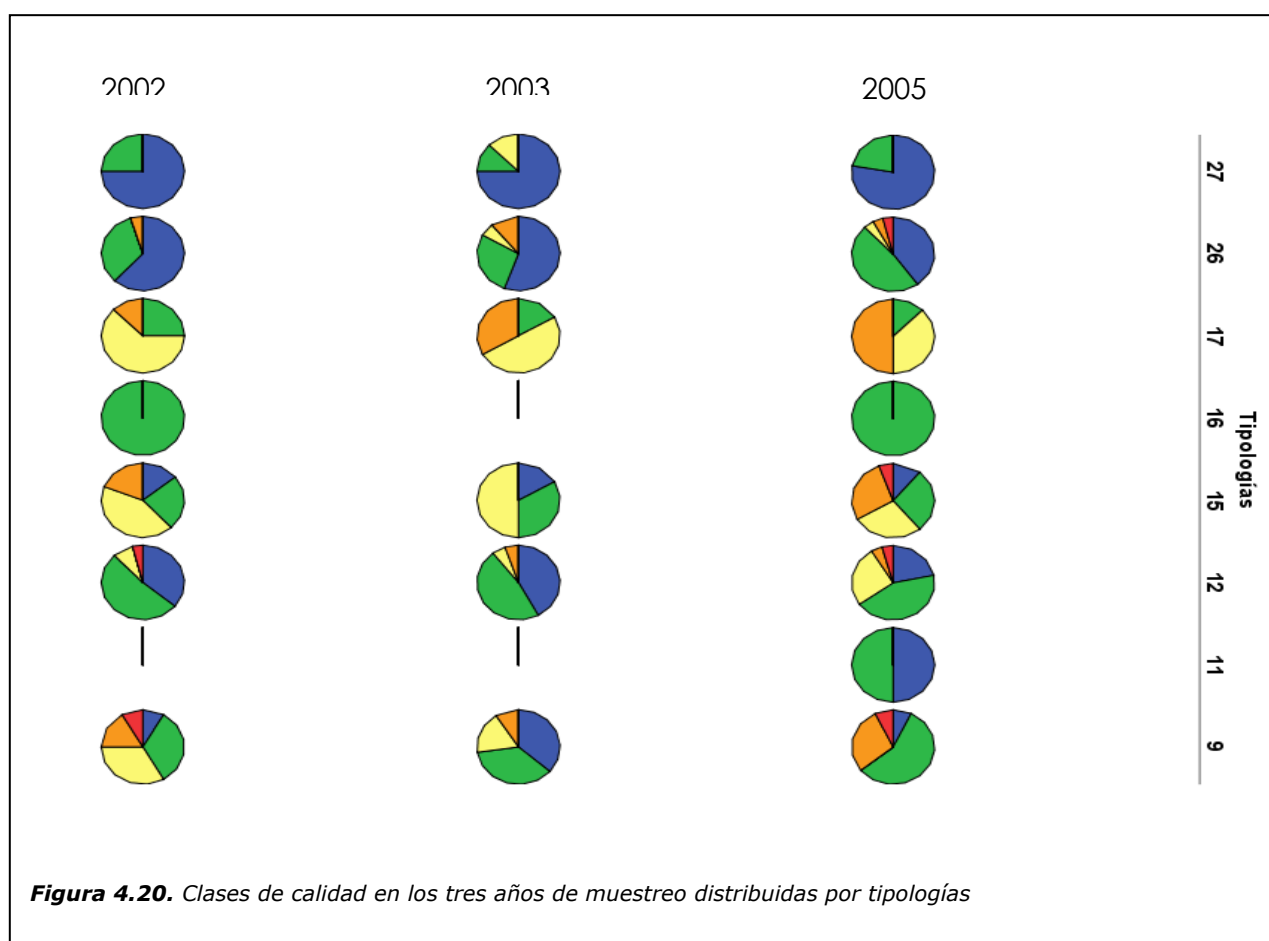 2002 2003 2005
27
26
17
16
15
12
11
9
Tipologías
Figura 4.20. Clases de calidad en los tres años de muestreo distribuidas por tipologías